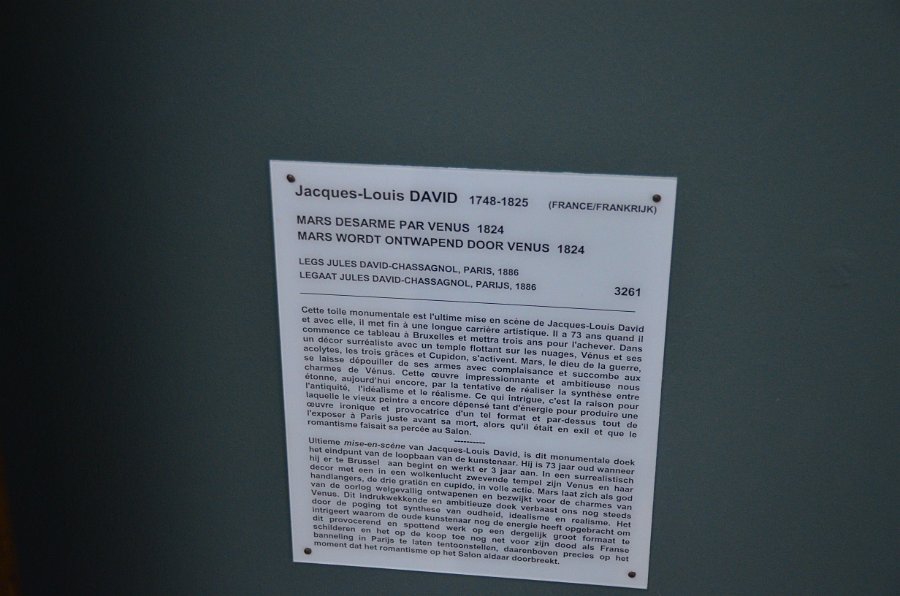 Jacques-Louis DAVID 1748-1825 (FRANCE/FRANKRIJK)
MARS DESARME PAR VENUS 1824
MARS WORDT ONTWAPEND DOOR VENUS 1824
LEGS JULES DAVID-CHASSAGNOL, PARIS, 1886
LEGAAT JULES DAVID-CHASSAGNOL, PARIJS, 1886 3261
Cette toile monumentale est l'ultime mise en scène de Jacques-Louis David
et avec elle, il met fin à une longue carrière artistique. Il a 73 ans quand il
commence ce tableau à Bruxelles et mettra trois ans pour l'achever. Dans
un décor surréaliste avec un temple flottant sur les nuages, Vénus et ses
acolytes, les trois grâces et Cupidon, s'activent. Mars, le dieu de la guerre,
se laisse dépouiller de ses armes avec complaisance et succombe aux
charmes de Vénus. Cette œuvre impressionnante et ambitieuse nous
étonne, aujourd'hui encore, par la tentative de réaliser la synthèse entre
l'antiquité, l'idéalisme et le réalisme. Ce qui intrigue, c'est la raison pour
laquelle le vieux peintre a encore dépensé tant d'énergie pour produire une
œuvre ironique et provocatrice d'un tel format et par-dessus tout de
l'exposer à Paris juste avant sa mort, alors qu'il était en exil et que le
romantisme faisait sa percée au Salon.
----------
Ultieme mise-en-scène van Jacques-Louis David, is dit monumentale doek
het eindpunt van de loopbaan van de kunstenaar. Hij is 73 jaar oud wanneer
hij er te Brussel aan begint en werkt er 3 jaar aan. In een surrealistisch
decor met een in een wolkenlucht zwevende tempel zijn Venus en haar
handlangers, de drie gratiën en cupido, in volle actie. Mars laat zich als god
van de oorlog welgevallig ontwapenen en bezwijkt voor de charmes van
Venus. Dit indrukwekkende en ambitieuze doek verbaast ons nog steeds
door de poging tot synthese van oudheid, idealisme en realisme. Het
intrigeert waarom de oude kunstenaar nog de energie heeft opgebracht om
dit provocerend en spottend werk op een dergelijk groot formaat te
schilderen en het op de koop toe nog net voor zijn dood als Franse
banneling in Parijs te laten tentoonstellen, daarenboven precies op het
moment dat het romantisme op het Salon aldaar doorbreekt.